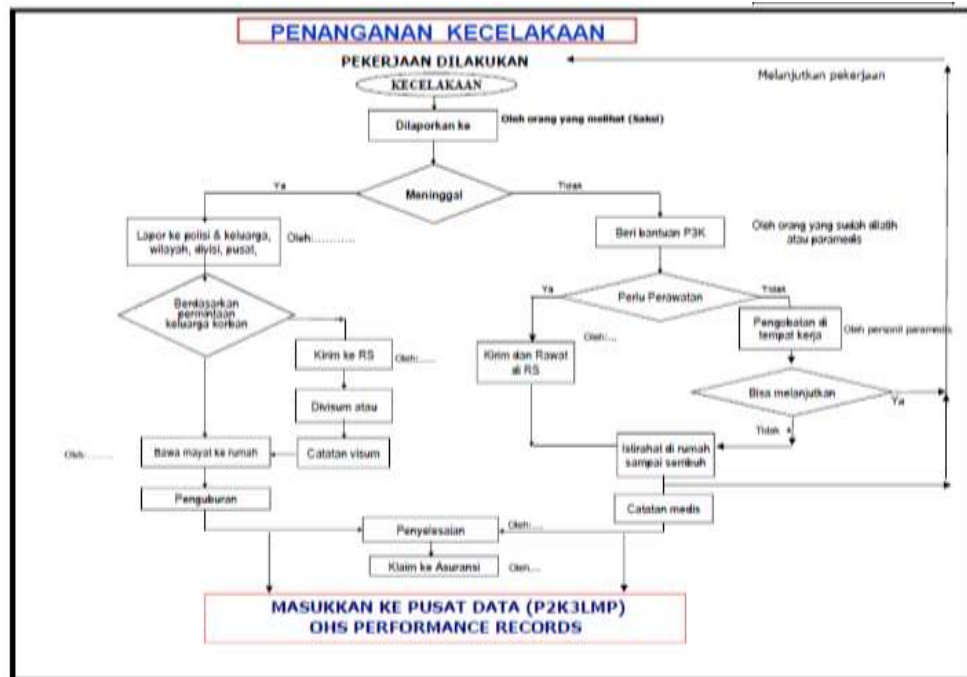 PENANGANAN KECELAKAAN
PEKERJAAN DILAKUKAN
Melanjutkan pekerjaan
KECELAKAAN
Dilaporkan ke
Oleh orang yang melihat (Saksi)
Ya
Meninggal
Tidak
Lapor ke polisi & keluarga,
wilayah, divisi, pusat,
Oleh:...........
Beri bantuan P3K
Oleh orang yang sudah dilatih
atau paramedis
Berdasarkan
permintaan
keluarga korban
Ya
Perlu Perawatan
Tidak
Pengobatan di
tempat kerja
Oleh personil paramedis
Kirim ke RS
Oleh:.....
Kirim dan Rawat
di RS
Oleh:...
Bisa melanjutkan
Ya
Divisum atau
Tidak
Oleh:........
Bawa mayat ke rumah
Catatan visum
Istirahat di rumah
sampai sembuh
Penguburan
Catatan medis
Penyelesaian
Oleh:....
Klaim ke Asuransi
Oleh....
MASUKKAN KE PUSAT DATA (P2K3LMP)
OHS PERFORMANCE RECORDS